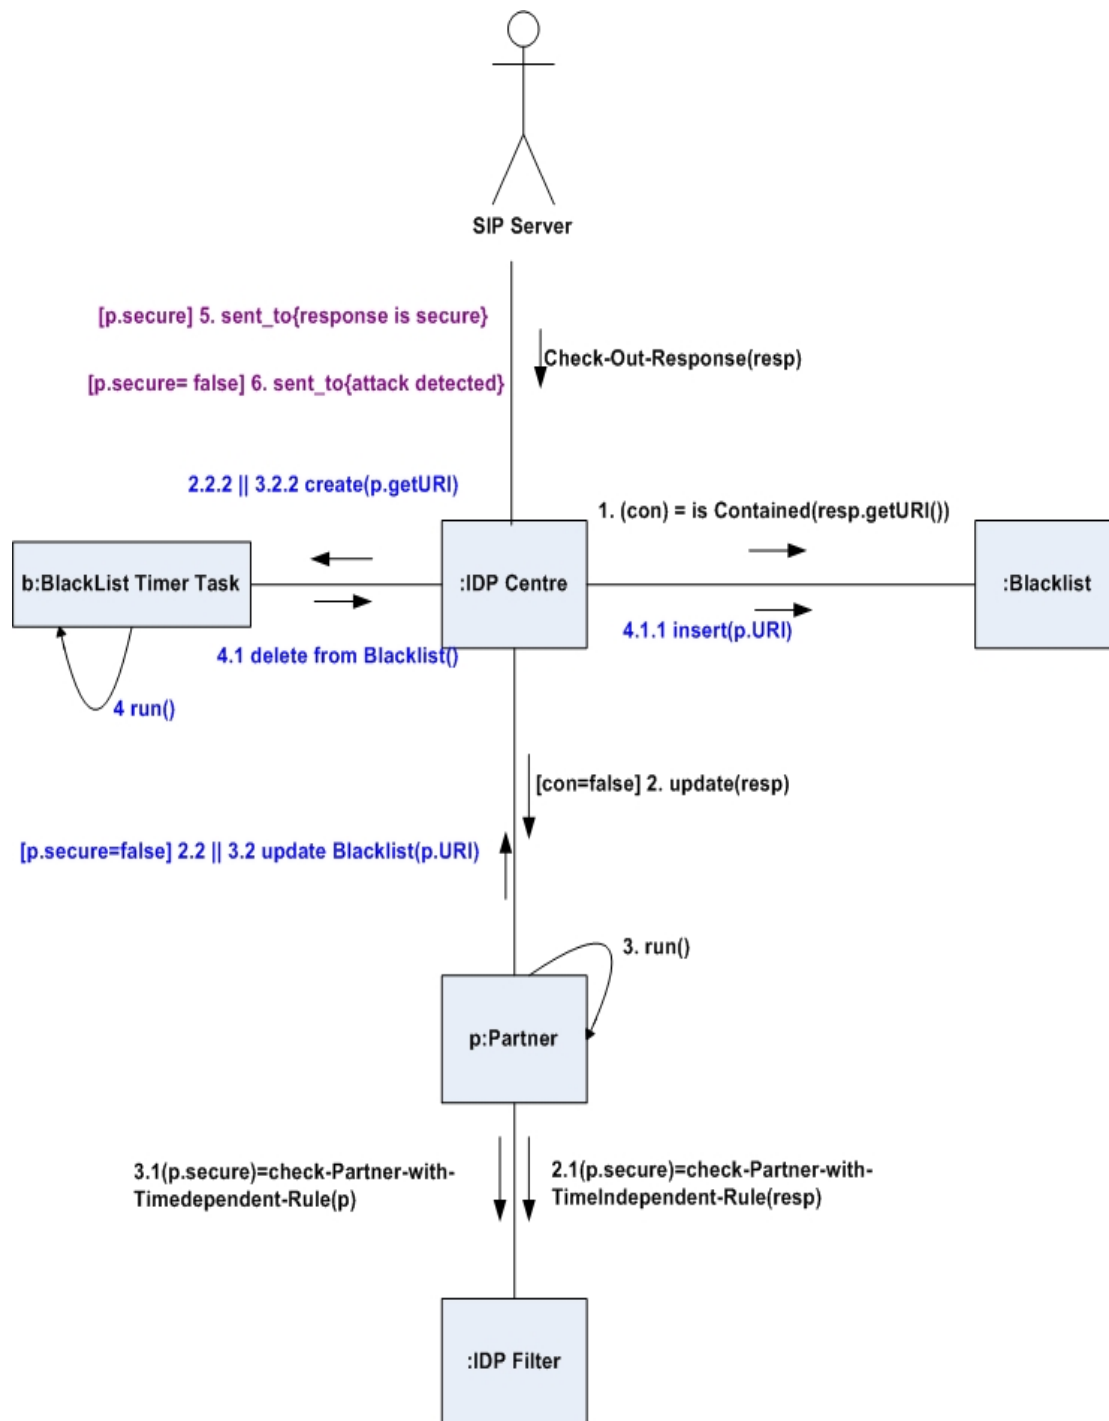 SIP Server
[p.secure] 5. sent_to{response is secure}
Check-Out-Response(resp)
[p.secure= false] 6. sent_to{attack detected}
2.2.2 || 3.2.2 create(p.getURI)
1. (con) = is Contained(resp.getURI())
b:BlackList Timer Task
:IDP Centre
:Blacklist
4.1.1 insert(p.URI)
4.1 delete from Blacklist()
4 run()
[con=false] 2. update(resp)
[p.secure=false] 2.2 || 3.2 update Blacklist(p.URI)
3. run()
p:Partner
3.1(p.secure)=check-Partner-with-
Timedependent-Rule(p)
2.1(p.secure)=check-Partner-with-
TimeIndependent-Rule(resp)
:IDP Filter